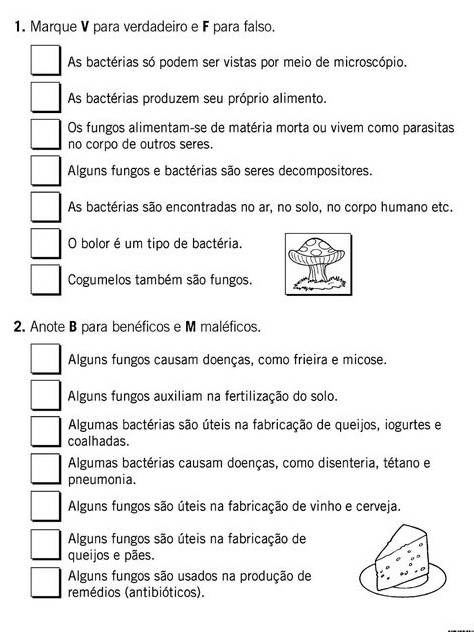 1. Marque V para verdadeiro e F para falso.
As bactérias só podem ser vistas por meio de microscópio.
As bactérias produzem seu próprio alimento.
Os fungos alimentam-se de matéria morta ou vivem como parasitas
no corpo de outros seres.
Alguns fungos e bactérias são seres decompositores.
As bactérias são encontradas no ar, no solo, no corpo humano etc.
O bolor é um tipo de bactéria.
Cogumelos também são fungos.
2. Anote B para benéficos e M maléficos.
Alguns fungos causam doenças, como frieira e micose.
Alguns fungos auxiliam na fertilização do solo.
Algumas bactérias são úteis na fabricação de queijos, iogurtes e
coalhadas.
Algumas bactérias causam doenças, como disenteria, tétano e
pneumonia.
Alguns fungos são úteis na fabricação de vinho e cerveja.
Alguns fungos são úteis na fabricação de
queijos e pães.
Alguns fungos são usados na produção de
remédios (antibióticos).